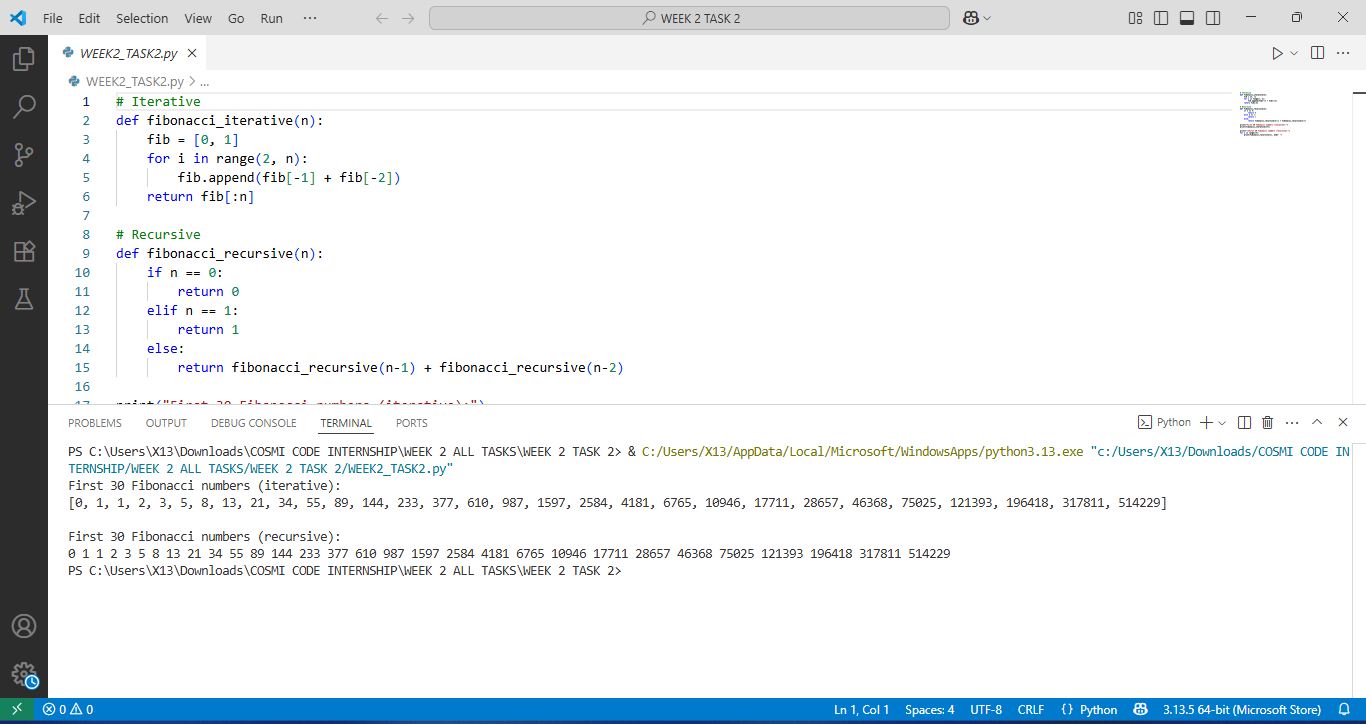 File Edit Selection View Go Run ··· WEEK 2 TASK 2
WEEK2_TASK2.py
WEEK2_TASK2.py > ...
1 # Iterative
2 def fibonacci_iterative(n):
3 fib = [0, 1]
4 for i in range(2, n):
5 fib.append(fib[-1] + fib[-2])
6 return fib[:n]
7
8 # Recursive
9 def fibonacci_recursive(n):
10 if n == 0:
11 return 0
12 elif n == 1:
13 return 1
14 else:
15 return fibonacci_recursive(n-1) + fibonacci_recursive(n-2)
16
17 print("First 30 Fibonacci numbers (iterative):")
PROBLEMS OUTPUT DEBUG CONSOLE TERMINAL PORTS Python
PS C:\Users\X13\Downloads\COSMI CODE INTERNSHIP\WEEK 2 ALL TASKS\WEEK 2 TASK 2> & C:/Users/X13/AppData/Local/Microsoft/WindowsApps/python3.13.exe "c:/Users/X13/Downloads/COSMI CODE IN
TERNSHIP/WEEK 2 ALL TASKS/WEEK 2 TASK 2/WEEK2_TASK2.py"
First 30 Fibonacci numbers (iterative):
[0, 1, 1, 2, 3, 5, 8, 13, 21, 34, 55, 89, 144, 233, 377, 610, 987, 1597, 2584, 4181, 6765, 10946, 17711, 28657, 46368, 75025, 121393, 196418, 317811, 514229]
First 30 Fibonacci numbers (recursive):
0 1 1 2 3 5 8 13 21 34 55 89 144 233 377 610 987 1597 2584 4181 6765 10946 17711 28657 46368 75025 121393 196418 317811 514229
PS C:\Users\X13\Downloads\COSMI CODE INTERNSHIP\WEEK 2 ALL TASKS\WEEK 2 TASK 2>
0 0 Ln 1, Col 1 Spaces: 4 UTF-8 CRLF {} Python 3.13.5 64-bit (Microsoft Store)